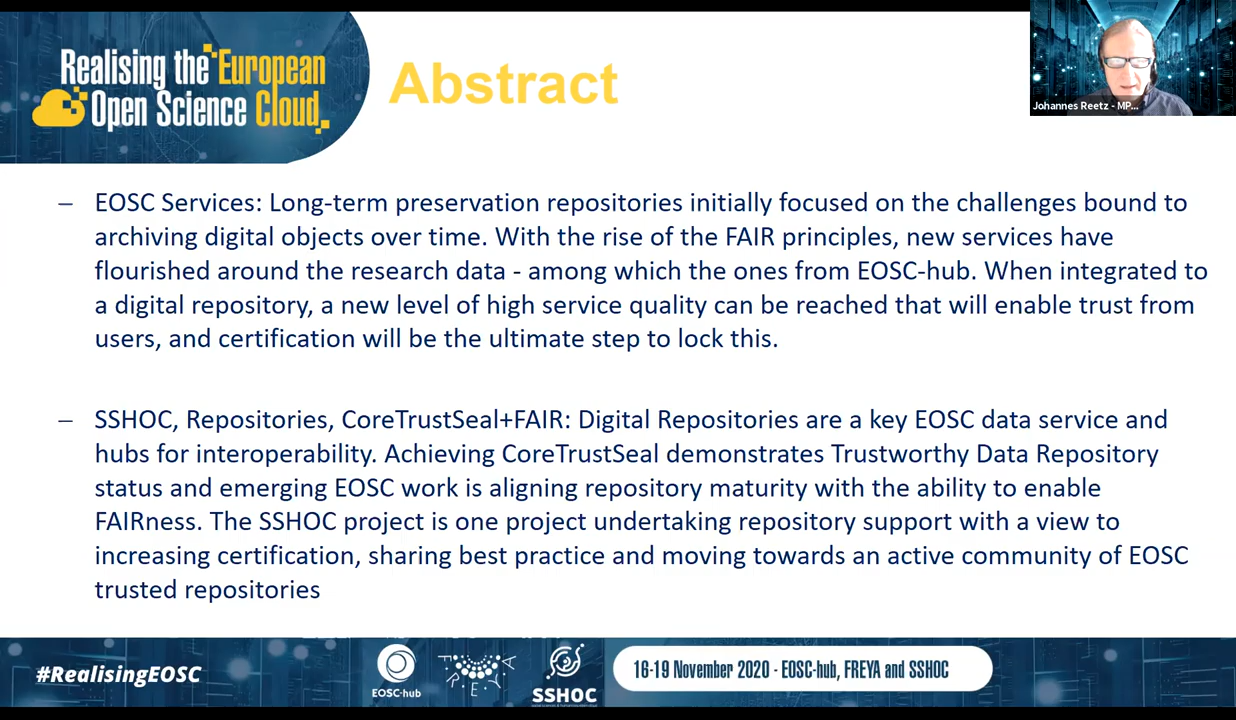 Realising the European
Open Science Cloud
Abstract
Johannes Reetz - MP...
– EOSC Services: Long-term preservation repositories initially focused on the challenges bound to
archiving digital objects over time. With the rise of the FAIR principles, new services have
flourished around the research data - among which the ones from EOSC-hub. When integrated to
a digital repository, a new level of high service quality can be reached that will enable trust from
users, and certification will be the ultimate step to lock this.
– SSHOC, Repositories, CoreTrustSeal+FAIR: Digital Repositories are a key EOSC data service and
hubs for interoperability. Achieving CoreTrustSeal demonstrates Trustworthy Data Repository
status and emerging EOSC work is aligning repository maturity with the ability to enable
FAIRness. The SSHOC project is one project undertaking repository support with a view to
increasing certification, sharing best practice and moving towards an active community of EOSC
trusted repositories
#RealisingEOSC
EOSC-hub
FREYA
SSHOC
16-19 November 2020 - EOSC-hub, FREYA and SSHOC